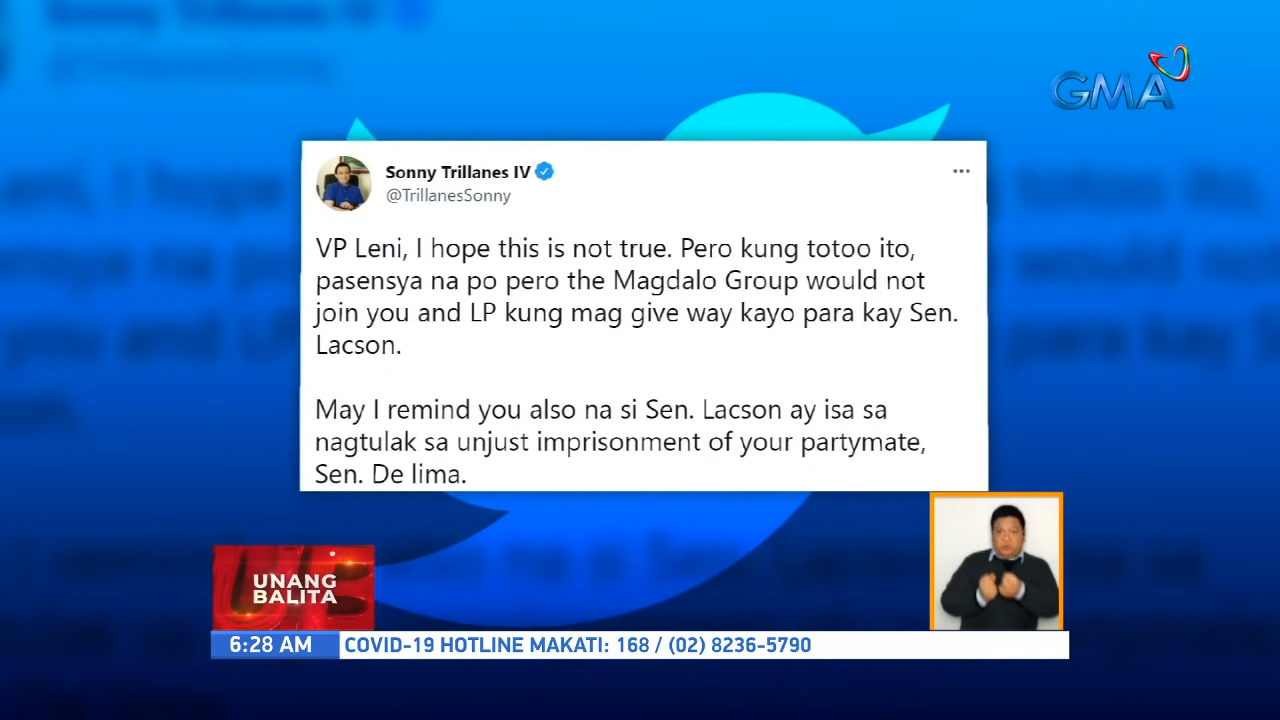 GMA
Sonny Trillanes IV
@TrillanesSonny
VP Leni, I hope this is not true. Pero kung totoo ito,
pasensya na po pero the Magdalo Group would not
join you and LP kung mag give way kayo para kay Sen.
Lacson.
May I remind you also na si Sen. Lacson ay isa sa
nagtulak sa unjust imprisonment of your partymate,
Sen. De lima.
UNANG
BALITA
6:28 AM COVID-19 HOTLINE MAKATI: 168 / (02) 8236-5790